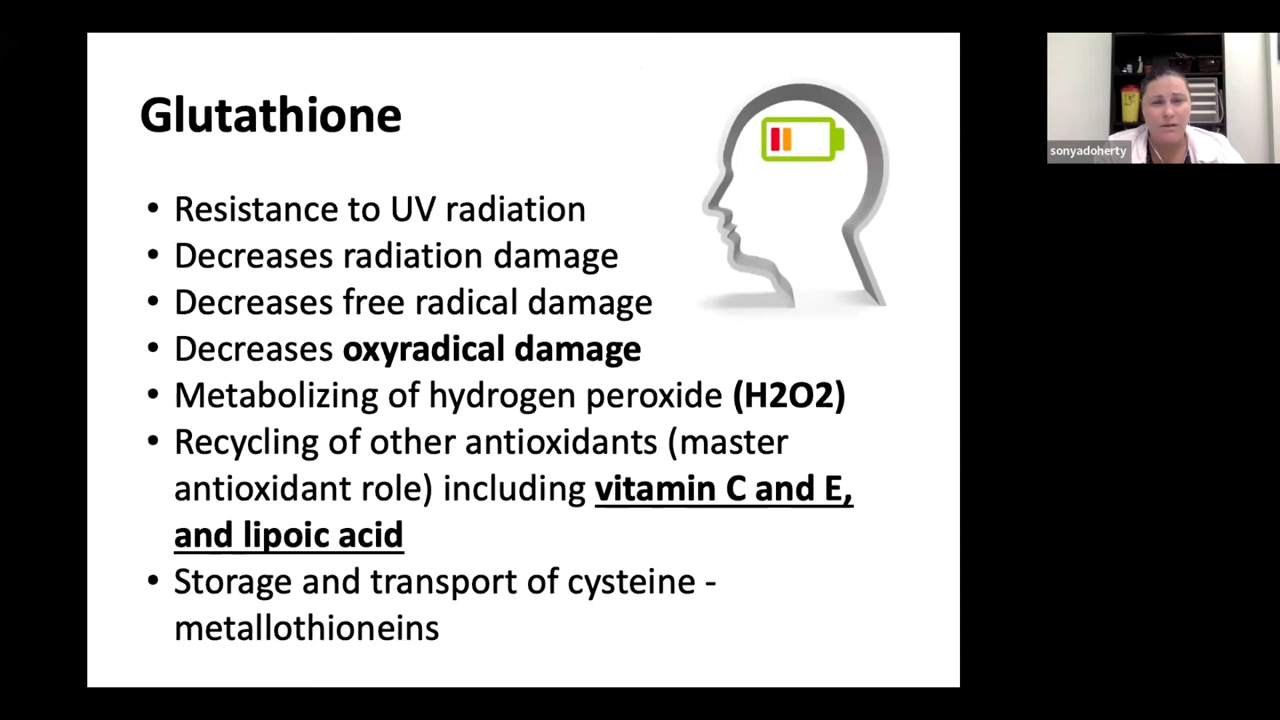 Glutathione
• Resistance to UV radiation
• Decreases radiation damage
• Decreases free radical damage
• Decreases oxyradical damage
• Metabolizing of hydrogen peroxide (H2O2)
• Recycling of other antioxidants (master
antioxidant role) including vitamin C and E,
and lipoic acid
• Storage and transport of cysteine -
metallothioneins
sonyadoherty